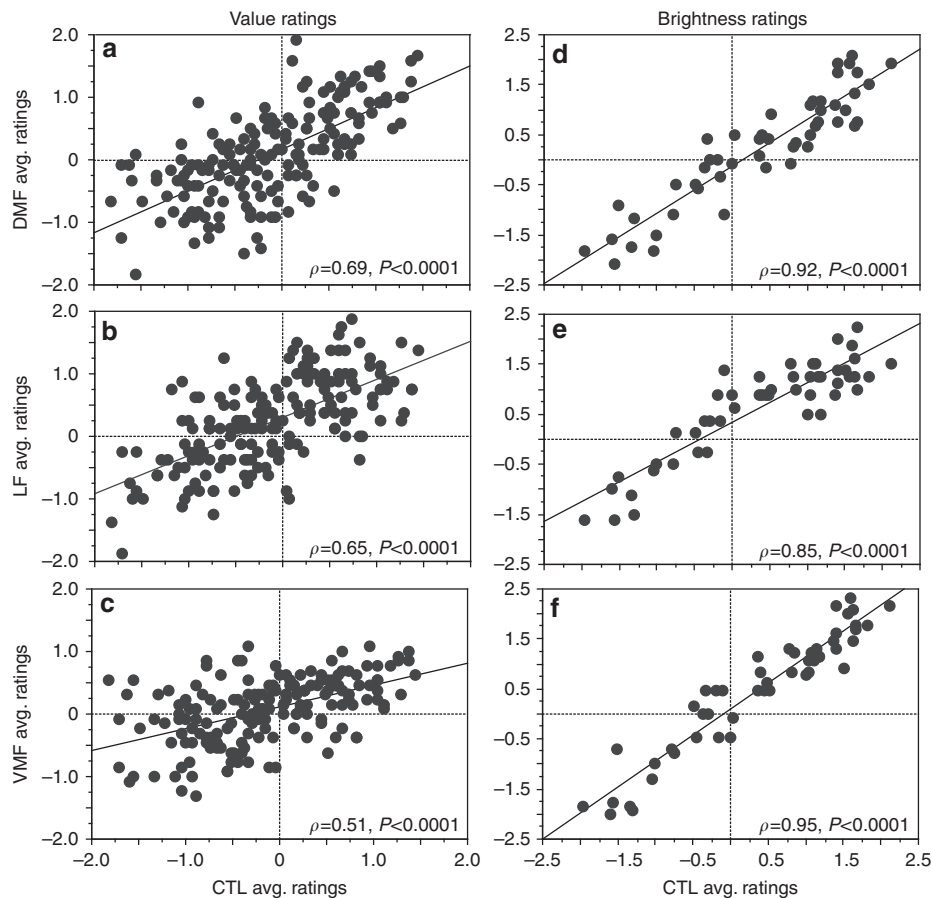 Value ratings
Brightness ratings
a
2.0
1.0
0
–1.0
–2.0
DMF avg. ratings
ρ=0.69, P<0.0001
d
2.5
1.5
0.5
–0.5
–1.5
–2.5
ρ=0.92, P<0.0001
b
2.0
1.0
0
–1.0
–2.0
LF avg. ratings
ρ=0.65, P<0.0001
e
2.5
1.5
0.5
–0.5
–1.5
–2.5
ρ=0.85, P<0.0001
c
2.0
1.0
0
–1.0
–2.0
VMF avg. ratings
ρ=0.51, P<0.0001
–2.0 –1.0 0 1.0 2.0
CTL avg. ratings
f
2.5
1.5
0.5
–0.5
–1.5
–2.5
ρ=0.95, P<0.0001
–2.5 –1.5 –0.5 0.5 1.5 2.5
CTL avg. ratings